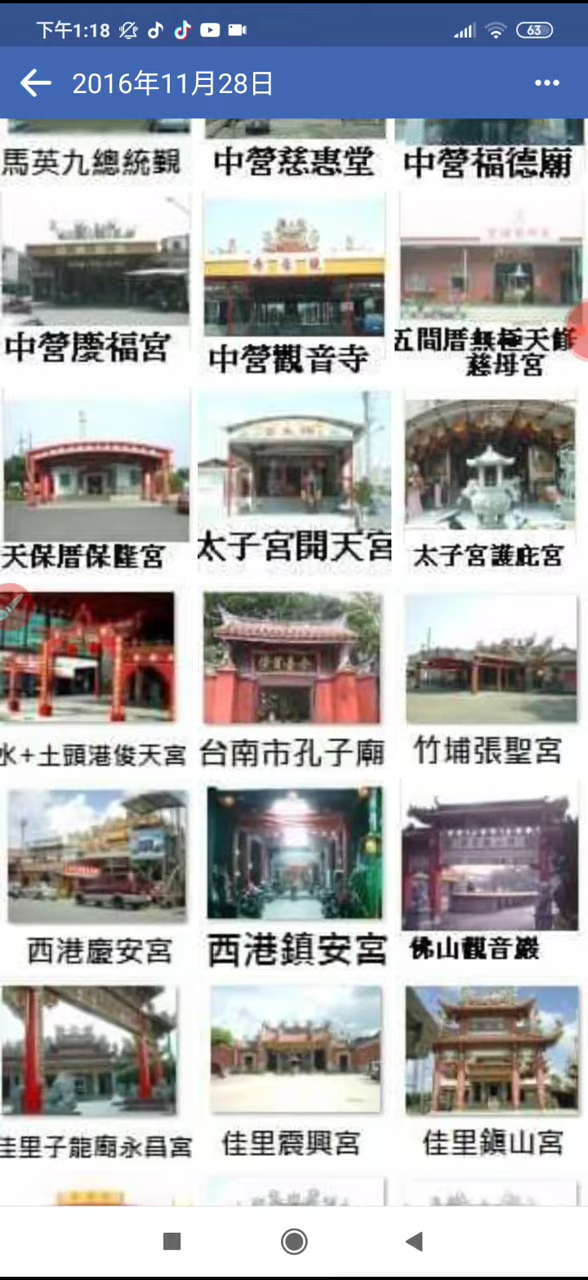 下午1:18
63
2016年11月28日
馬英九總統覲
中營慈惠堂
中營福德廟
中營慶福宮
中營觀音寺
五間厝無極天
慈母宮
天保厝保隆宮
太子宮開天宮
太子宮護庇宮
水+土頭港俊天宮
台南市孔子廟
竹埔張聖宮
西港慶安宮
西港鎮安宮
佛山觀音巖
佳里子龍廟永昌宮
佳里震興宮
佳里鎮山宮